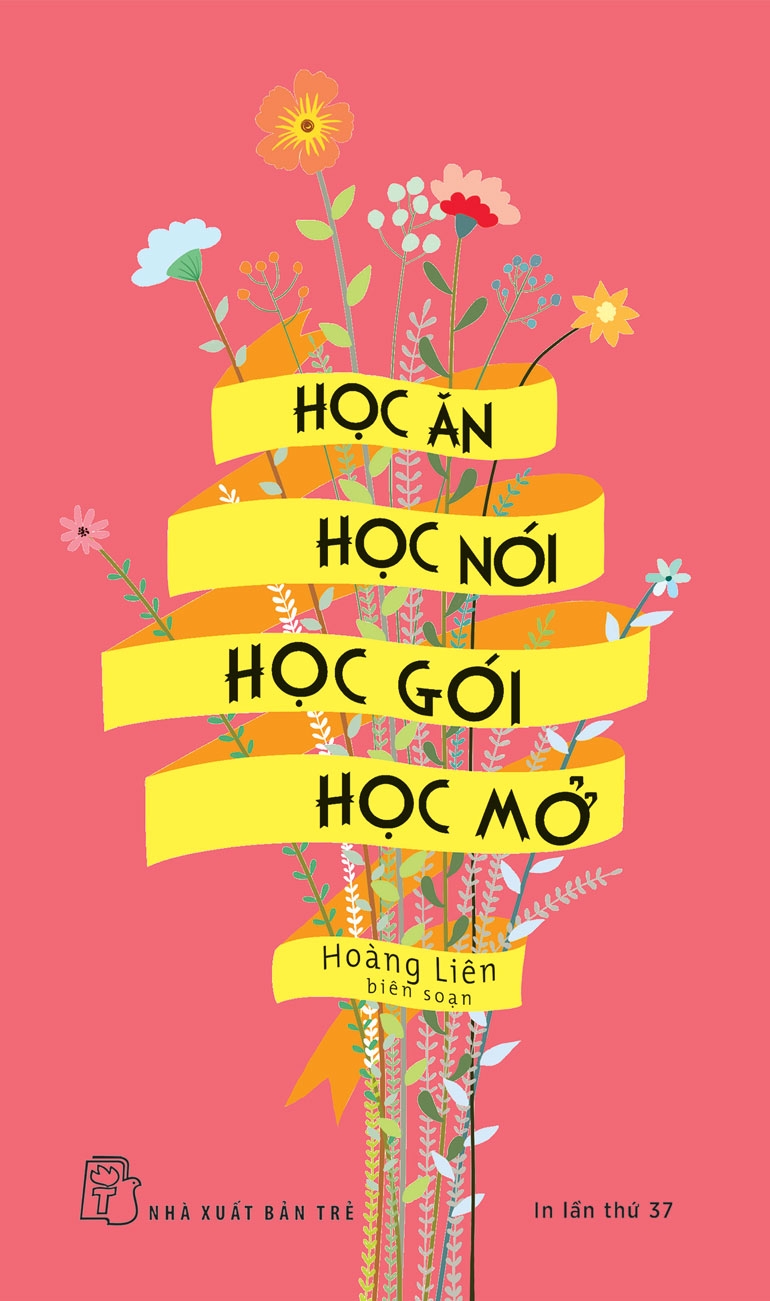 HỌC ĂN
HỌC NÓI
HỌC GÓI
HỌC MỞ
Hoàng Liên
biên soạn
T
NHÀ XUẤT BẢN TRẺ
In lần thứ 37